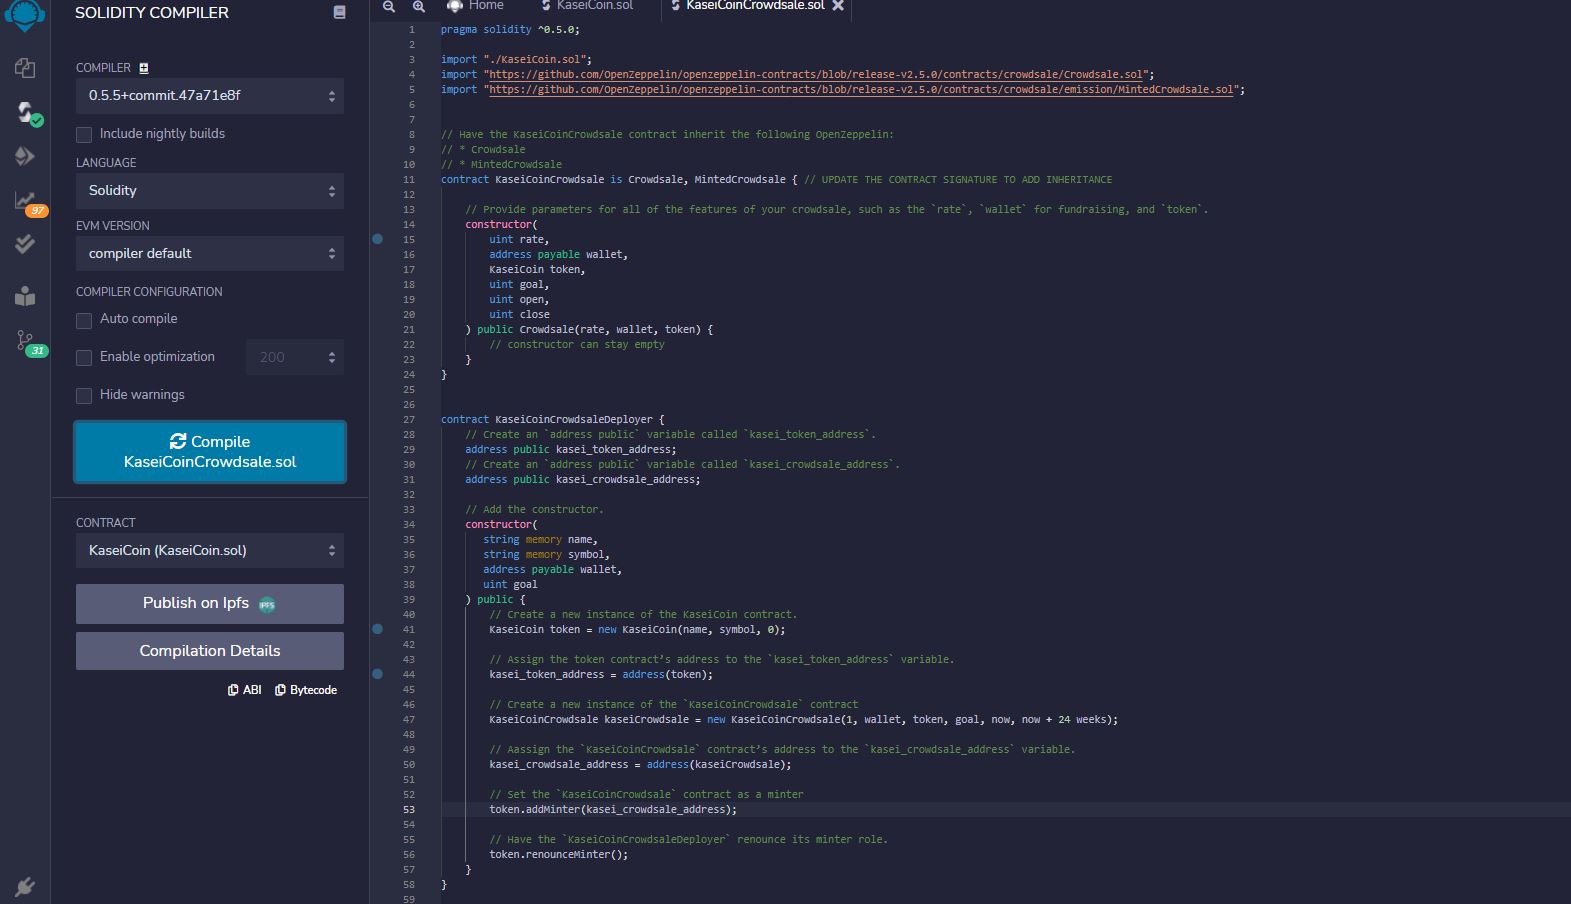 SOLIDITY COMPILER
COMPILER
0.5.5+commit.47a71e8f
Include nightly builds
LANGUAGE
Solidity
EVM VERSION
compiler default
COMPILER CONFIGURATION
Auto compile
Enable optimization
200
Hide warnings
Compile
KaseiCoinCrowdsale.sol
CONTRACT
KaseiCoin (KaseiCoin.sol)
Publish on Ipfs
IPFS
Compilation Details
ABI Bytecode
97
31
Home KaseiCoin.sol KaseiCoinCrowdsale.sol
1 pragma solidity ^0.5.0;
2
3 import "./KaseiCoin.sol";
4 import "https://github.com/OpenZeppelin/openzeppelin-contracts/blob/release-v2.5.0/contracts/crowdsale/Crowdsale.sol";
5 import "https://github.com/OpenZeppelin/openzeppelin-contracts/blob/release-v2.5.0/contracts/crowdsale/emission/MintedCrowdsale.sol";
6
7
8 // Have the KaseiCoinCrowdsale contract inherit the following OpenZeppelin:
9 // * Crowdsale
10 // * MintedCrowdsale
11 contract KaseiCoinCrowdsale is Crowdsale, MintedCrowdsale { // UPDATE THE CONTRACT SIGNATURE TO ADD INHERITANCE
12
13 // Provide parameters for all of the features of your crowdsale, such as the `rate`, `wallet` for fundraising, and `token`.
14 constructor(
15 uint rate,
16 address payable wallet,
17 KaseiCoin token,
18 uint goal,
19 uint open,
20 uint close
21 ) public Crowdsale(rate, wallet, token) {
22 // constructor can stay empty
23 }
24 }
25
26
27 contract KaseiCoinCrowdsaleDeployer {
28 // Create an `address public` variable called `kasei_token_address`.
29 address public kasei_token_address;
30 // Create an `address public` variable called `kasei_crowdsale_address`.
31 address public kasei_crowdsale_address;
32
33 // Add the constructor.
34 constructor(
35 string memory name,
36 string memory symbol,
37 address payable wallet,
38 uint goal
39 ) public {
40 // Create a new instance of the KaseiCoin contract.
41 KaseiCoin token = new KaseiCoin(name, symbol, 0);
42
43 // Assign the token contract’s address to the `kasei_token_address` variable.
44 kasei_token_address = address(token);
45
46 // Create a new instance of the `KaseiCoinCrowdsale` contract
47 KaseiCoinCrowdsale kaseiCrowdsale = new KaseiCoinCrowdsale(1, wallet, token, goal, now, now + 24 weeks);
48
49 // Aassign the `KaseiCoinCrowdsale` contract’s address to the `kasei_crowdsale_address` variable.
50 kasei_crowdsale_address = address(kaseiCrowdsale);
51
52 // Set the `KaseiCoinCrowdsale` contract as a minter
53 token.addMinter(kasei_crowdsale_address);
54
55 // Have the `KaseiCoinCrowdsaleDeployer` renounce its minter role.
56 token.renounceMinter();
57 }
58 }
59